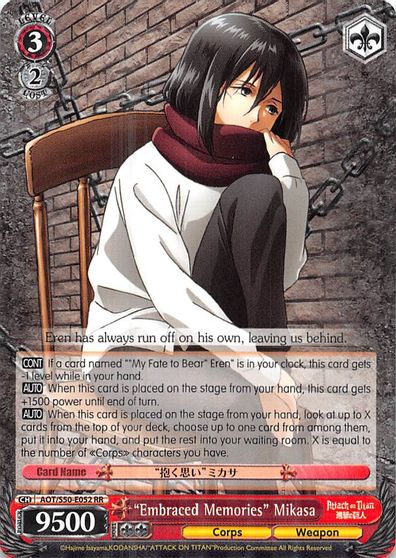 LEVEL
3
2
COST
Eren has always run off on his own, leaving us behind.
CONT If a card named ""My Fate to Bear" Eren" is in your clock, this card gets
-1 level while in your hand.
AUTO When this card is placed on the stage from your hand, this card gets
+1500 power until end of turn.
AUTO When this card is placed on the stage from your hand, look at up to X
cards from the top of your deck, choose up to one card from among them,
put it into your hand, and put the rest into your waiting room. X is equal to
the number of «Corps» characters you have.
Card Name "抱く思い"ミカサ
CH AOT/S50-E052 RR
"Embraced Memories" Mikasa
Attack on Titan
進撃の巨人
9500
Corps
Weapon
©Hajime Isayama,KODANSHA/"ATTACK ON TITAN"Production Committee All Rights Reserved